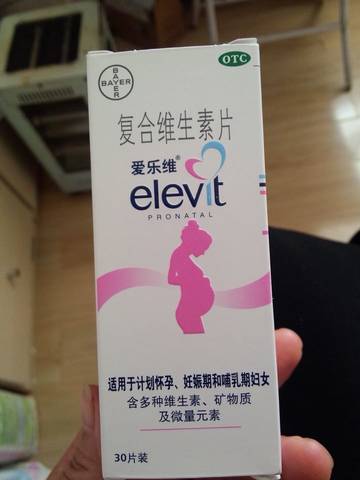 BAYER
BAYER
OTC
复合维生素片
爱乐维®
elevit
PRONATAL
适用于计划怀孕、妊娠期和哺乳期妇女
含多种维生素、矿物质
及微量元素
30片装